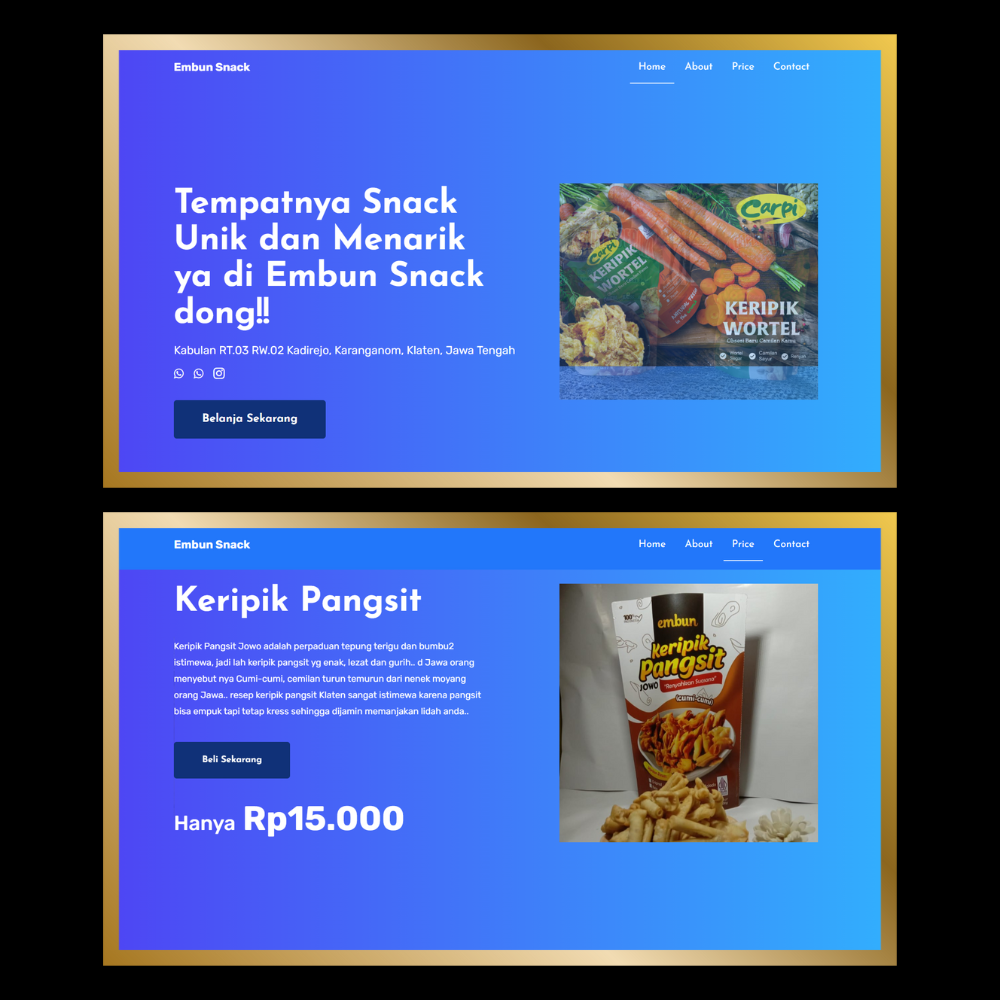 Embun Snack
Home About Price Contact
Tempatnya Snack
Unik dan Menarik
ya di Embun Snack
dong!!
Kabulan RT.03 RW.02 Kadirejo, Karanganom, Klaten, Jawa Tengah
Belanja Sekarang
Carpi
Carpi
KERIPIK
WORTEL
KERIPIK
WORTEL
Embun Snack
Home About Price Contact
Keripik Pangsit
Keripik Pangsit Jowo adalah perpaduan tepung terigu dan bumbu2
istimewa, jadi lah keripik pangsit yg enak, lezat dan gurih.. d Jawa orang
menyebut nya Cumi-cumi, cemilan turun temurun dari nenek moyang
orang Jawa.. resep keripik pangsit Klaten sangat istimewa karena pangsit
bisa empuk tapi tetap kress sehingga dijamin memanjakan lidah anda..
Beli Sekarang
Hanya Rp15.000
100%
embun
Keripik
Pangsit
JOWO
(cumi-cumi)